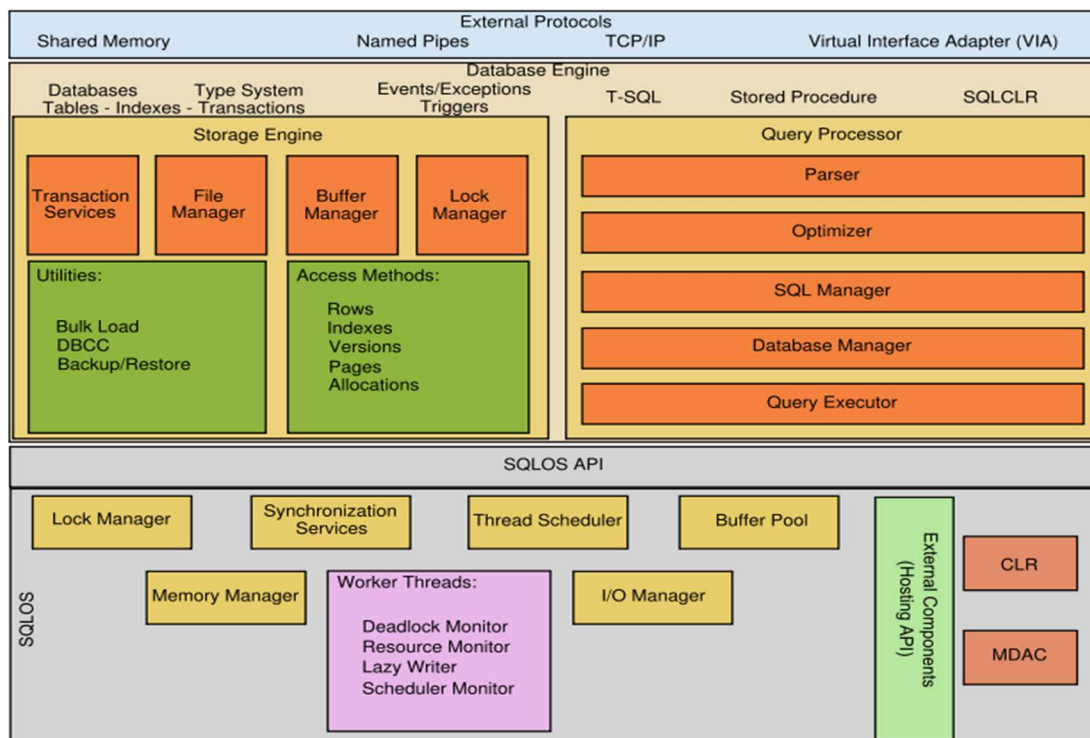 External Protocols
Shared Memory Named Pipes TCP/IP Virtual Interface Adapter (VIA)
Database Engine
Databases Type System Events/Exceptions T-SQL Stored Procedure SQLCLR
Tables - Indexes - Transactions Triggers
Storage Engine
Transaction
Services
File
Manager
Buffer
Manager
Lock
Manager
Utilities:
Bulk Load
DBCC
Backup/Restore
Access Methods:
Rows
Indexes
Versions
Pages
Allocations
Query Processor
Parser
Optimizer
SQL Manager
Database Manager
Query Executor
SQLOS API
SQLOS
Lock Manager
Synchronization
Services
Thread Scheduler
Buffer Pool
Memory Manager
Worker Threads:
Deadlock Monitor
Resource Monitor
Lazy Writer
Scheduler Monitor
I/O Manager
External Components
(Hosting API)
CLR
MDAC